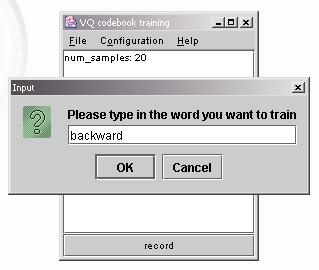 VQ codebook training
File Configuration Help
num_samples: 20
Input
Please type in the word you want to train
backward
OK Cancel
record